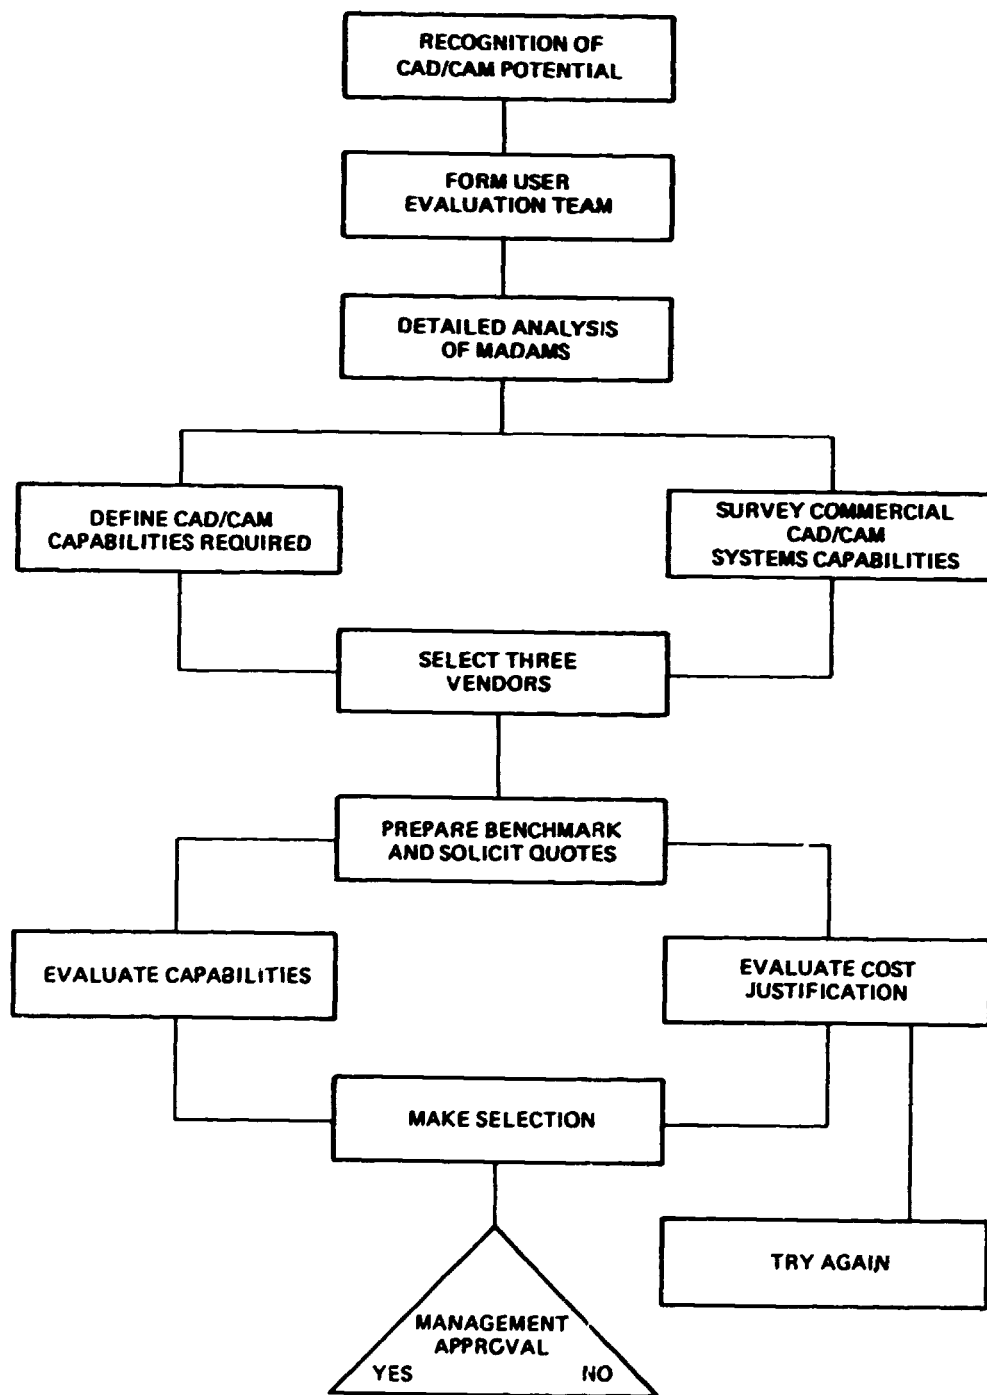 RECOGNITION OF
CAD/CAM POTENTIAL
FORM USER
EVALUATION TEAM
DETAILED ANALYSIS
OF MADAMS
DEFINE CAD/CAM
CAPABILITIES REQUIRED
SURVEY COMMERCIAL
CAD/CAM
SYSTEMS CAPABILITIES
SELECT THREE
VENDORS
PREPARE BENCHMARK
AND SOLICIT QUOTES
EVALUATE CAPABILITIES
EVALUATE COST
JUSTIFICATION
MAKE SELECTION
TRY AGAIN
MANAGEMENT
APPROVAL
YES NO